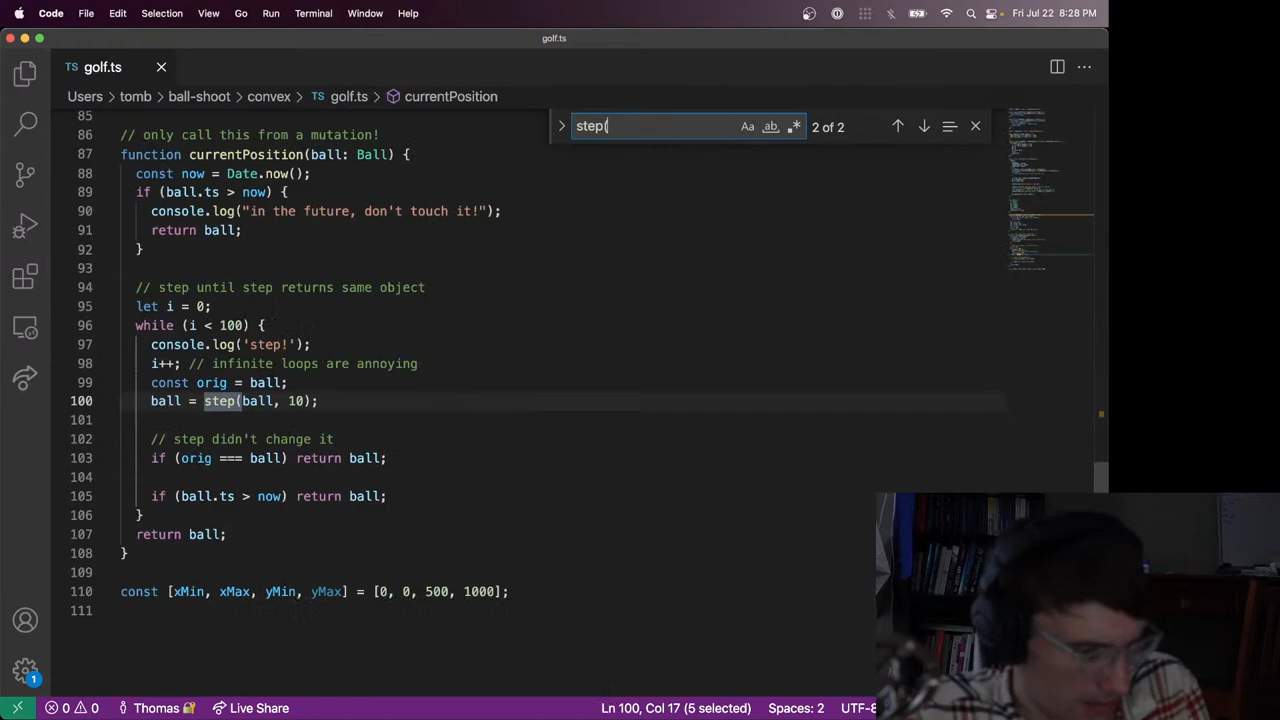 Code File Edit Selection View Go Run Terminal Window Help Fri Jul 22 8:28 PM
golf.ts
TS golf.ts
Users > tomb > ball-shoot > convex > TS golf.ts > currentPosition
step( Aa ab 2 of 2
85
86 // only call this from a mutation!
87 function currentPosition(ball: Ball) {
88 const now = Date.now();
89 if (ball.ts > now) {
90 console.log("in the future, don't touch it!");
91 return ball;
92 }
93
94 // step until step returns same object
95 let i = 0;
96 while (i < 100) {
97 console.log('step!');
98 i++; // infinite loops are annoying
99 const orig = ball;
100 ball = step(ball, 10);
101
102 // step didn't change it
103 if (orig === ball) return ball;
104
105 if (ball.ts > now) return ball;
106 }
107 return ball;
108 }
109
110 const [xMin, xMax, yMin, yMax] = [0, 0, 500, 1000];
111
1
0 0 Thomas Live Share Ln 100, Col 17 (5 selected) Spaces: 2 UTF-8